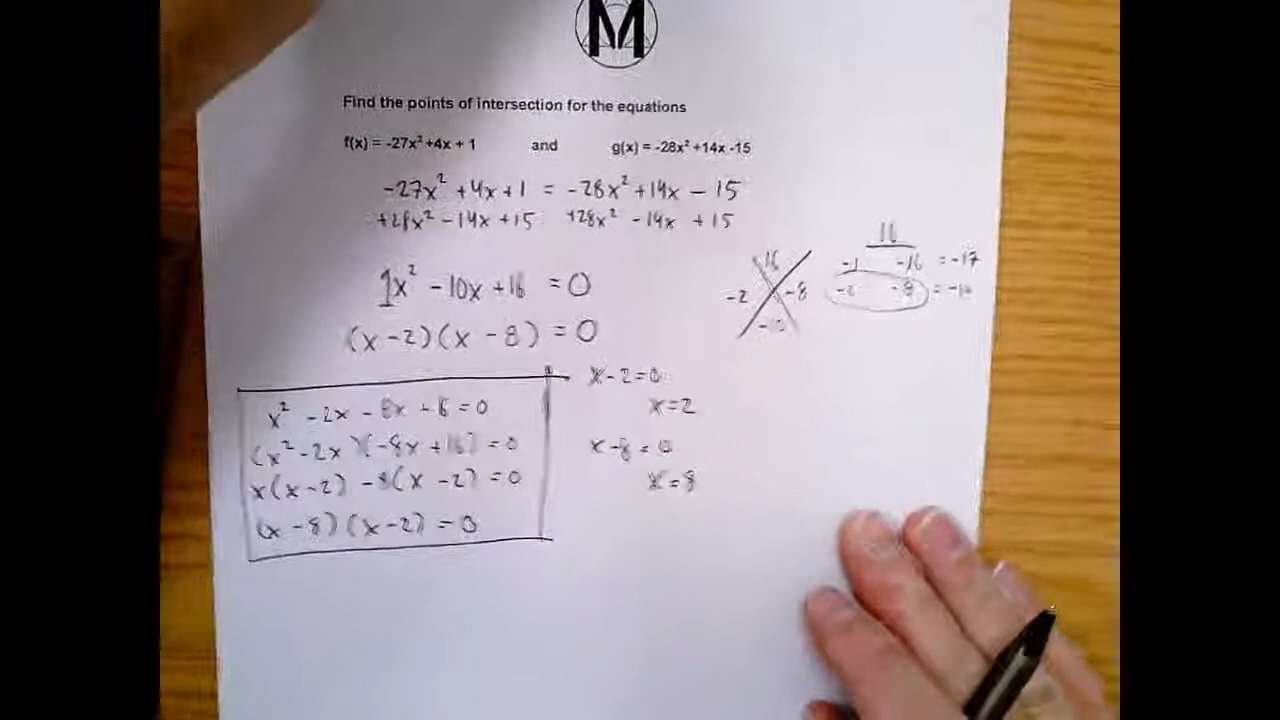 M
Find the points of intersection for the equations
f(x) = -27x²+4x + 1 and g(x) = -28x² +14x -15
-27x² +4x+1 = -28x² +14x - 15
+28x² -14x +15 +28x² -14x +15
1x² -10x +16 = 0
(x-2)(x-8) = 0
16
-2 -8
-10
16
-1 -16 = -17
-2 -8 = -10
x² -2x -8x +16 = 0
(x² -2x)(-8x +16) = 0
x(x-2) -8(x-2) = 0
(x-8)(x-2) = 0
x-2=0
x=2
x-8=0
x=8